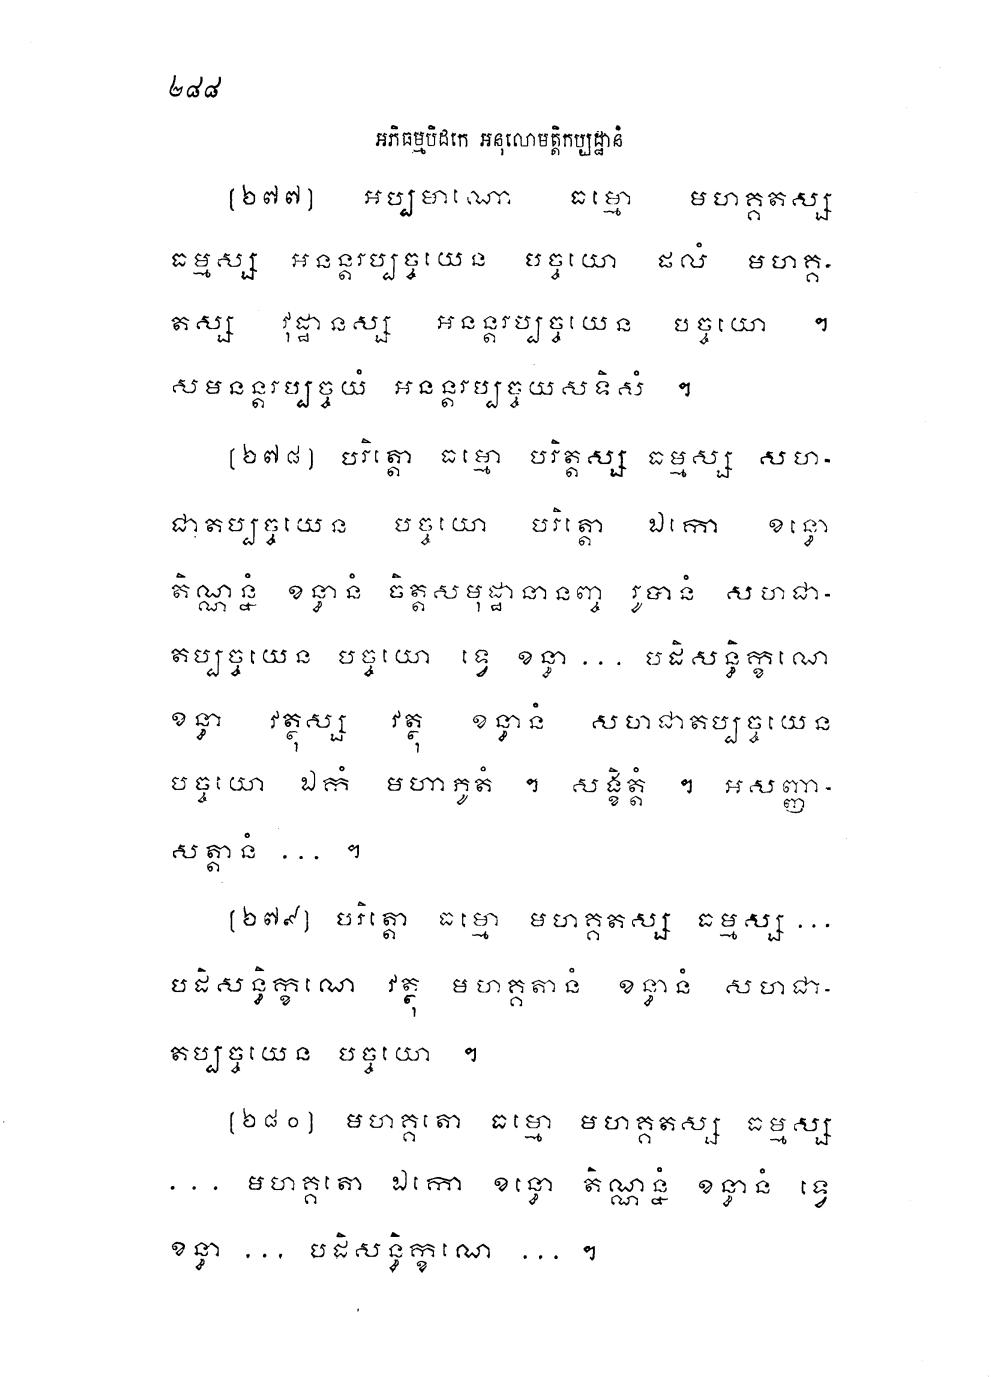 ២៨៨
អភិធម្មបិដកេ អនុលោមត្តិកប្បដ្ឋានំ
[២៧៧] អប្បមាណោ ធម្មោ មហគ្គតស្ស
ធម្មស្ស អនន្តរប្បច្ចយេន បច្ចយោ ផលំ មហគ្គ-
តស្ស វុដ្ឋានស្ស អនន្តរប្បច្ចយេន បច្ចយោ ។
សមនន្តរប្បច្ចយំ អនន្តរប្បច្ចយសទិសំ ។
[២៧៨] បរិត្តោ ធម្មោ បរិត្តស្ស ធម្មស្ស សហ-
ជាតប្បច្ចយេន បច្ចយោ បរិត្តោ ឯកោ ខន្ធោ
តិណ្ណន្នំ ខន្ធានំ ចិត្តសមុដ្ឋានានញ្ច រូបានំ សហជា-
តប្បច្ចយេន បច្ចយោ ទ្វេ ខន្ធា ... បដិសន្ធិក្ខណេ
ខន្ធា វត្ថុស្ស វត្ថុ ខន្ធានំ សហជាតប្បច្ចយេន
បច្ចយោ ឯកំ មហាភូតំ ។ សង្ខិត្តំ ។ អសញ្ញា-
សត្តានំ ... ។
[២៧៩] បរិត្តោ ធម្មោ មហគ្គតស្ស ធម្មស្ស ...
បដិសន្ធិក្ខណេ វត្ថុ មហគ្គតានំ ខន្ធានំ សហជា-
តប្បច្ចយេន បច្ចយោ ។
[២៨០] មហគ្គតោ ធម្មោ មហគ្គតស្ស ធម្មស្ស
... មហគ្គតោ ឯកោ ខន្ធោ តិណ្ណន្នំ ខន្ធានំ ទ្វេ
ខន្ធា ... បដិសន្ធិក្ខណេ ... ។